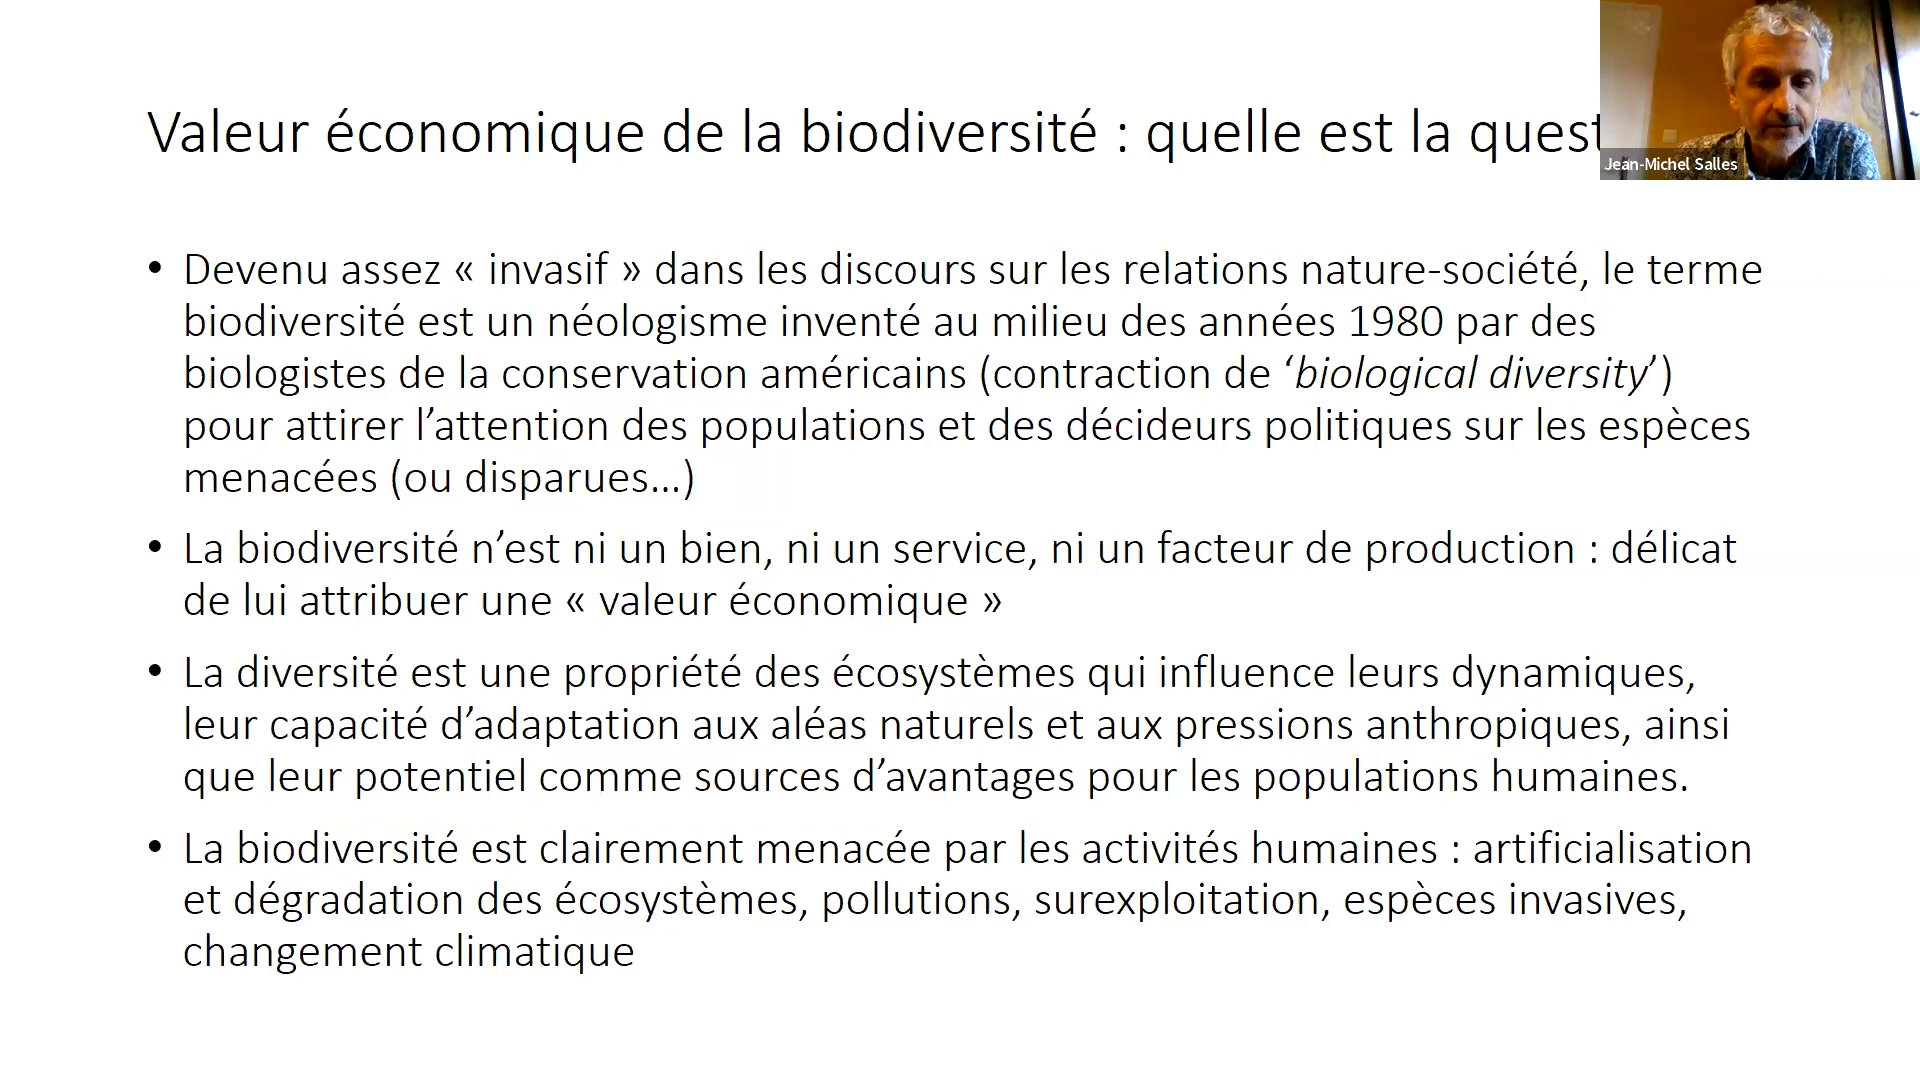 Valeur économique de la biodiversité : quelle est la quest
Jean-Michel Salles
• Devenu assez « invasif » dans les discours sur les relations nature-société, le terme
biodiversité est un néologisme inventé au milieu des années 1980 par des
biologistes de la conservation américains (contraction de ‘biological diversity’)
pour attirer l’attention des populations et des décideurs politiques sur les espèces
menacées (ou disparues…)
• La biodiversité n’est ni un bien, ni un service, ni un facteur de production : délicat
de lui attribuer une « valeur économique »
• La diversité est une propriété des écosystèmes qui influence leurs dynamiques,
leur capacité d’adaptation aux aléas naturels et aux pressions anthropiques, ainsi
que leur potentiel comme sources d’avantages pour les populations humaines.
• La biodiversité est clairement menacée par les activités humaines : artificialisation
et dégradation des écosystèmes, pollutions, surexploitation, espèces invasives,
changement climatique